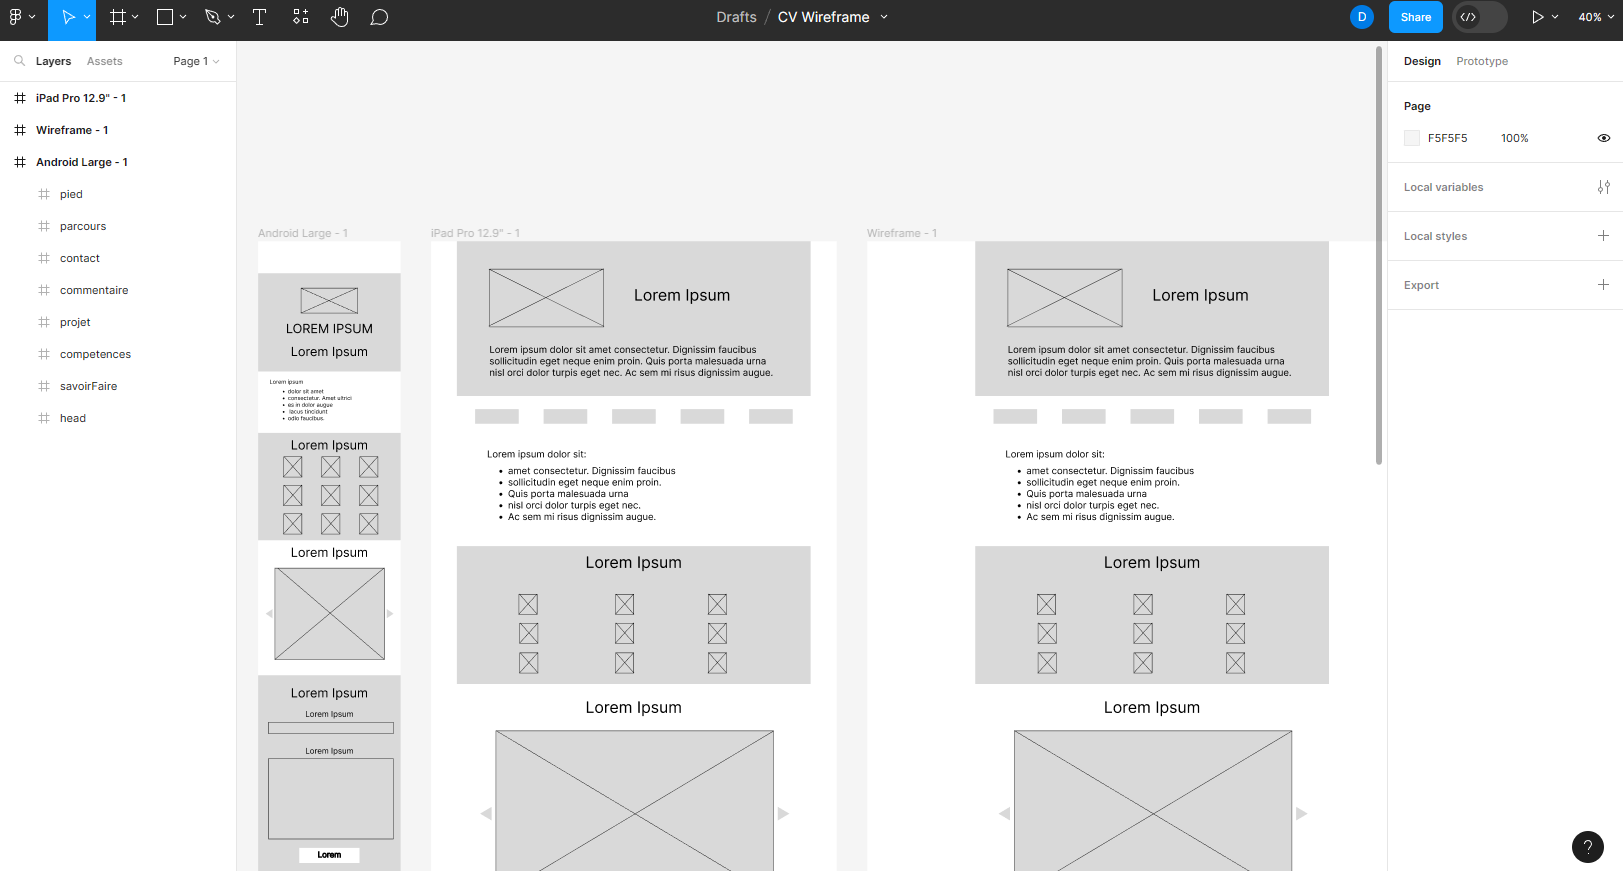 Drafts / CV Wireframe
D
Share
40%
Layers
Assets
Page 1
iPad Pro 12.9" - 1
Wireframe - 1
Android Large - 1
pied
parcours
contact
commentaire
projet
competences
savoirFaire
head
Android Large - 1
LOREM IPSUM
Lorem Ipsum
Lorem ipsum
• dolor sit amet
• consectetur. Amet ultrici
• es in dolor augue
• lacus tincidunt
• odio faucibus.
Lorem Ipsum
Lorem Ipsum
Lorem Ipsum
Lorem Ipsum
Lorem Ipsum
Lorem
iPad Pro 12.9" - 1
Lorem Ipsum
Lorem ipsum dolor sit amet consectetur. Dignissim faucibus
sollicitudin eget neque enim proin. Quis porta malesuada urna
nisl orci dolor turpis eget nec. Ac sem mi risus dignissim augue.
Lorem ipsum dolor sit:
• amet consectetur. Dignissim faucibus
• sollicitudin eget neque enim proin.
• Quis porta malesuada urna
• nisl orci dolor turpis eget nec.
• Ac sem mi risus dignissim augue.
Lorem Ipsum
Lorem Ipsum
Wireframe - 1
Lorem Ipsum
Lorem ipsum dolor sit amet consectetur. Dignissim faucibus
sollicitudin eget neque enim proin. Quis porta malesuada urna
nisl orci dolor turpis eget nec. Ac sem mi risus dignissim augue.
Lorem ipsum dolor sit:
• amet consectetur. Dignissim faucibus
• sollicitudin eget neque enim proin.
• Quis porta malesuada urna
• nisl orci dolor turpis eget nec.
• Ac sem mi risus dignissim augue.
Lorem Ipsum
Lorem Ipsum
Design
Prototype
Page
F5F5F5
100%
Local variables
Local styles
Export
?